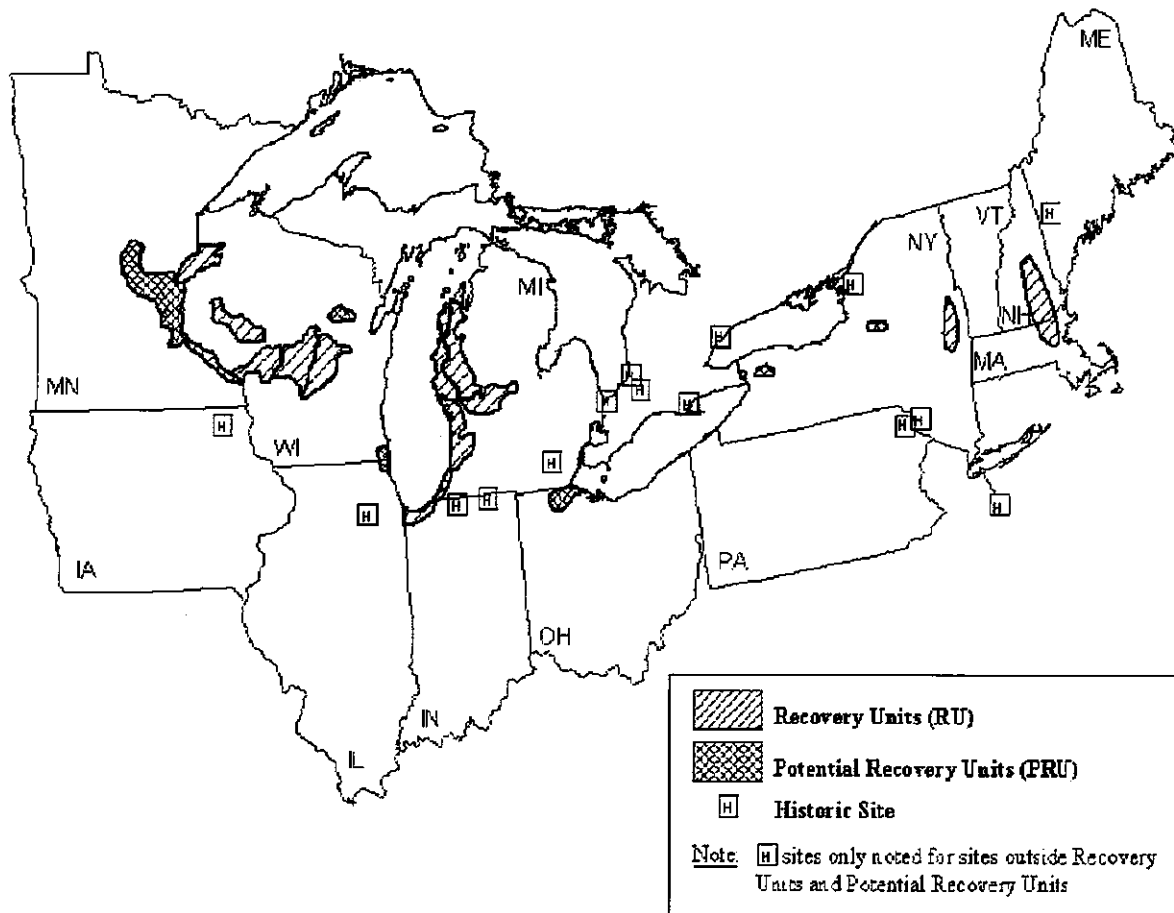 ME
VT
H
NY
H
MI
NH
H
H
H
MA
MN
H
H
H
H
H
WI
H
H
H
H
H
IA
PA
OH
IN
IL
Recovery Units (RU)
Potential Recovery Units (PRU)
H Historic Site
Note: H sites only noted for sites outside Recovery
Units and Potential Recovery Units